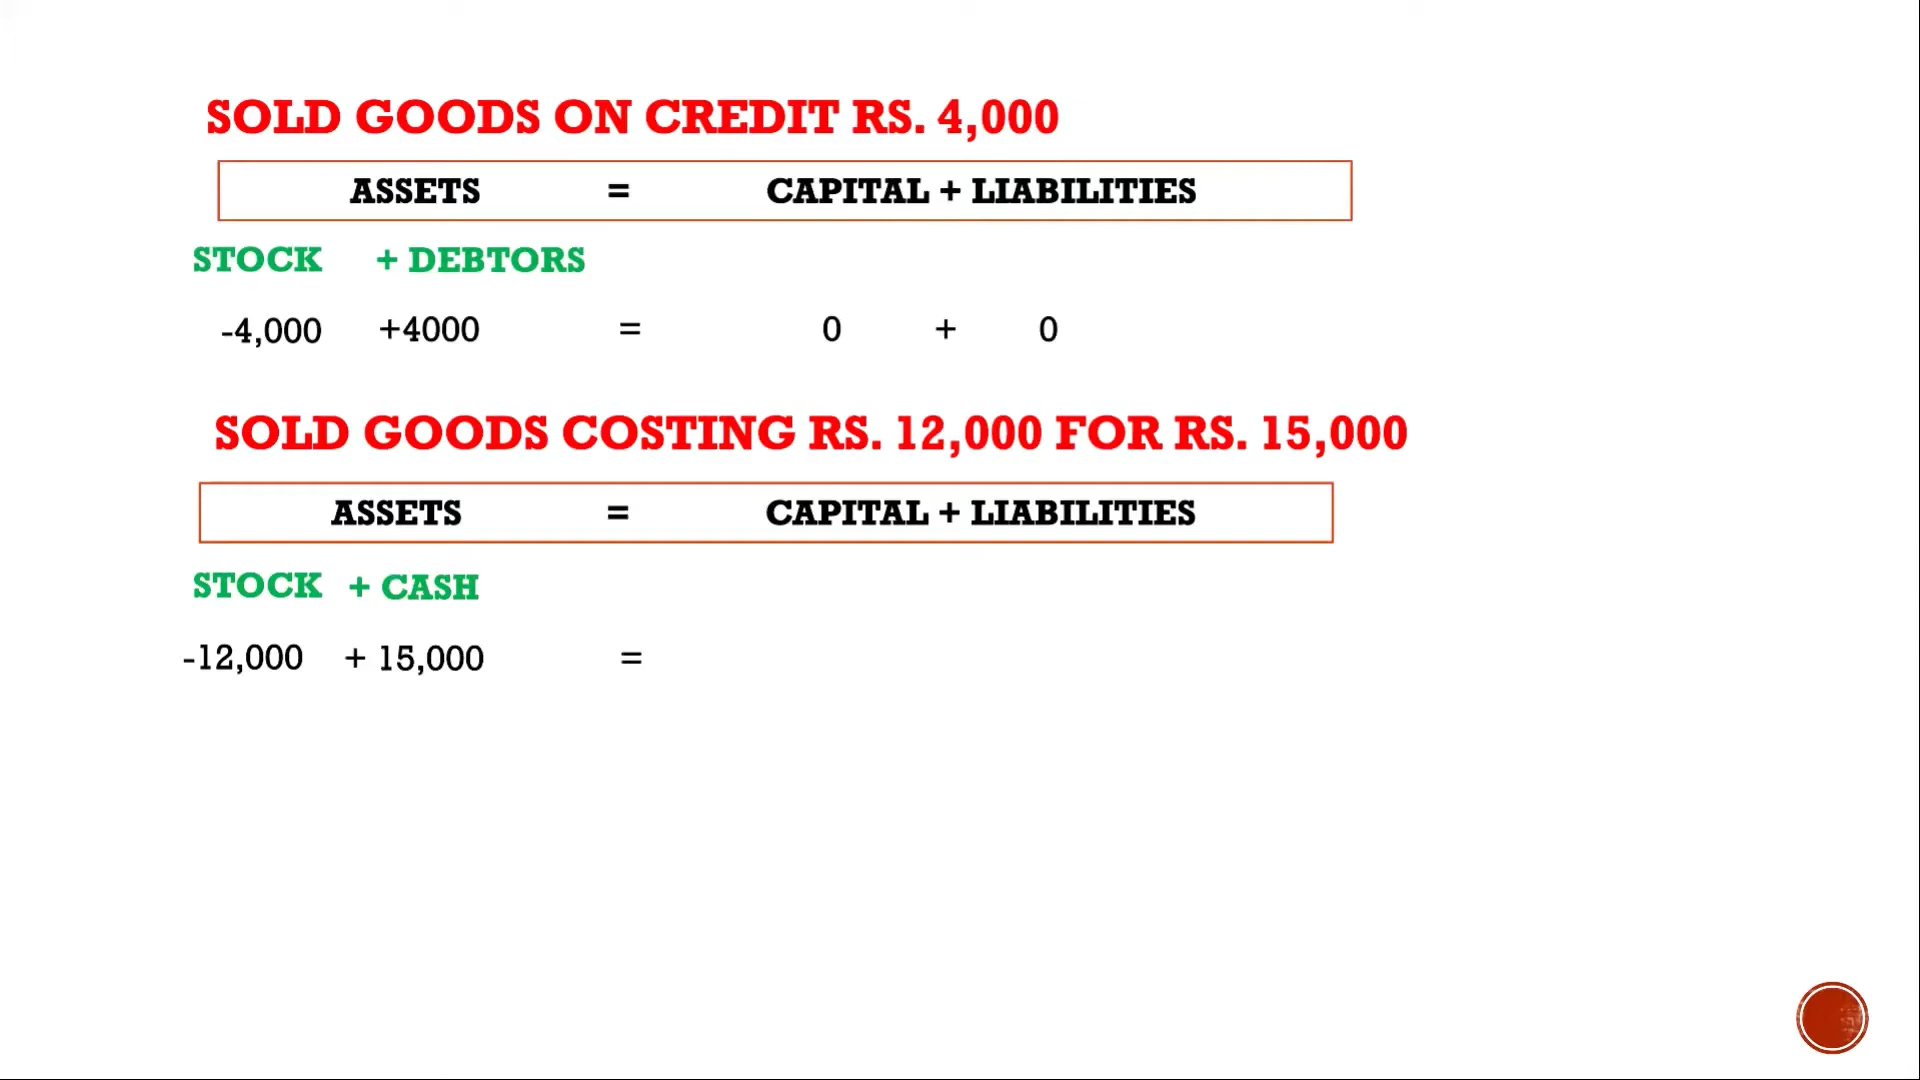 SOLD GOODS ON CREDIT RS. 4,000
ASSETS = CAPITAL + LIABILITIES
STOCK + DEBTORS
-4,000 +4000 = 0 + 0
SOLD GOODS COSTING RS. 12,000 FOR RS. 15,000
ASSETS = CAPITAL + LIABILITIES
STOCK + CASH
-12,000 + 15,000 =